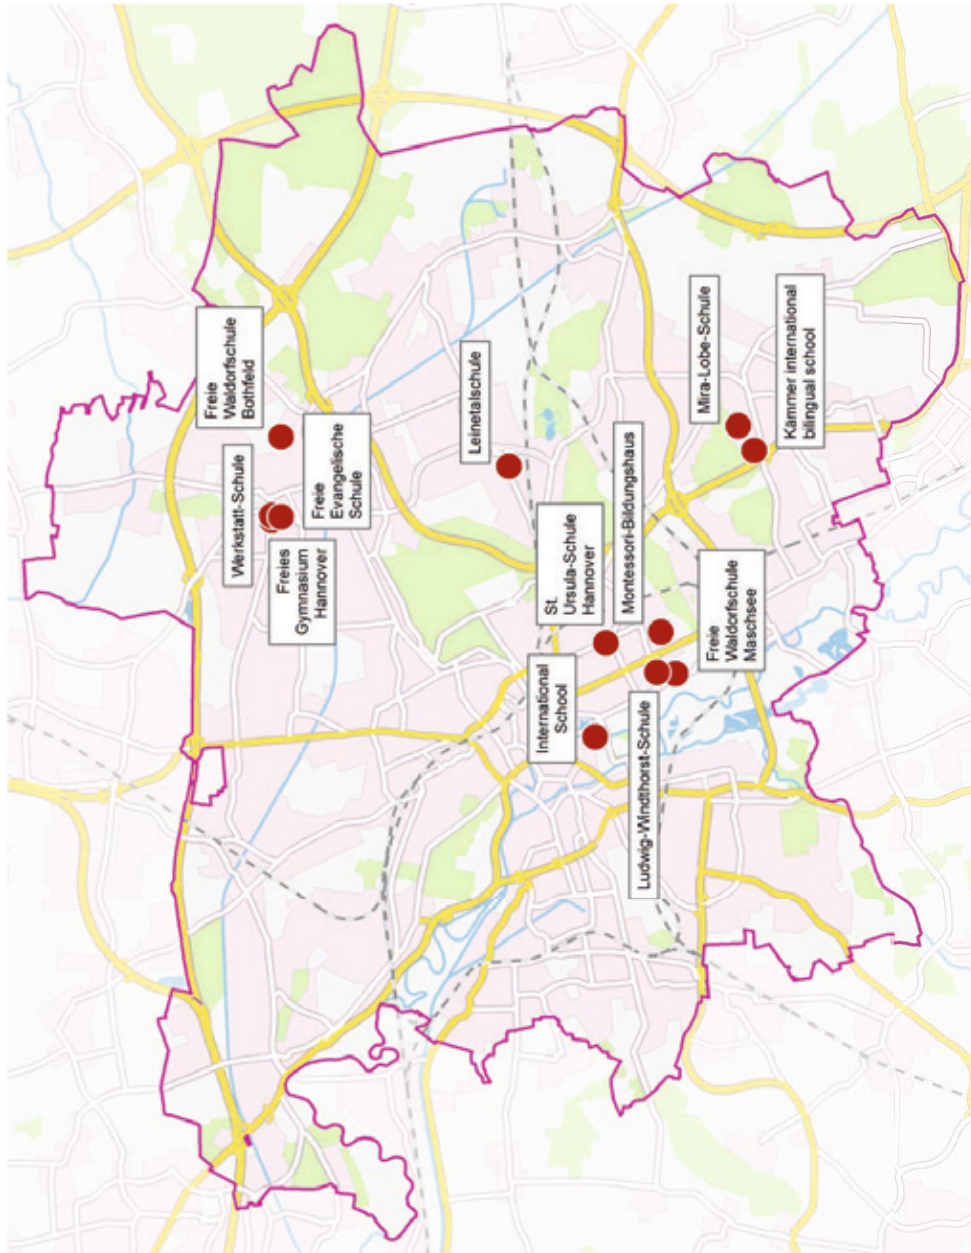 Freie
Waldorfschule
Bothfeld
Werkstatt-Schule
Freies
Gymnasium
Hannover
Freie
Evangelische
Schule
Leinetalschule
St.
Ursula-Schule
Hannover
International
School
Montessori-Bildungshaus
Mira-Lobe-Schule
Ludwig-Windthorst-Schule
Freie
Waldorfschule
Maschsee
Kämmer international
bilingual school